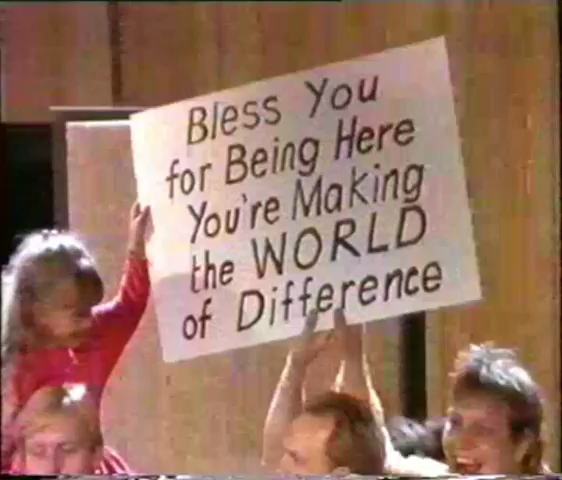 Bless You
for Being Here
You're Making
the WORLD
of Difference